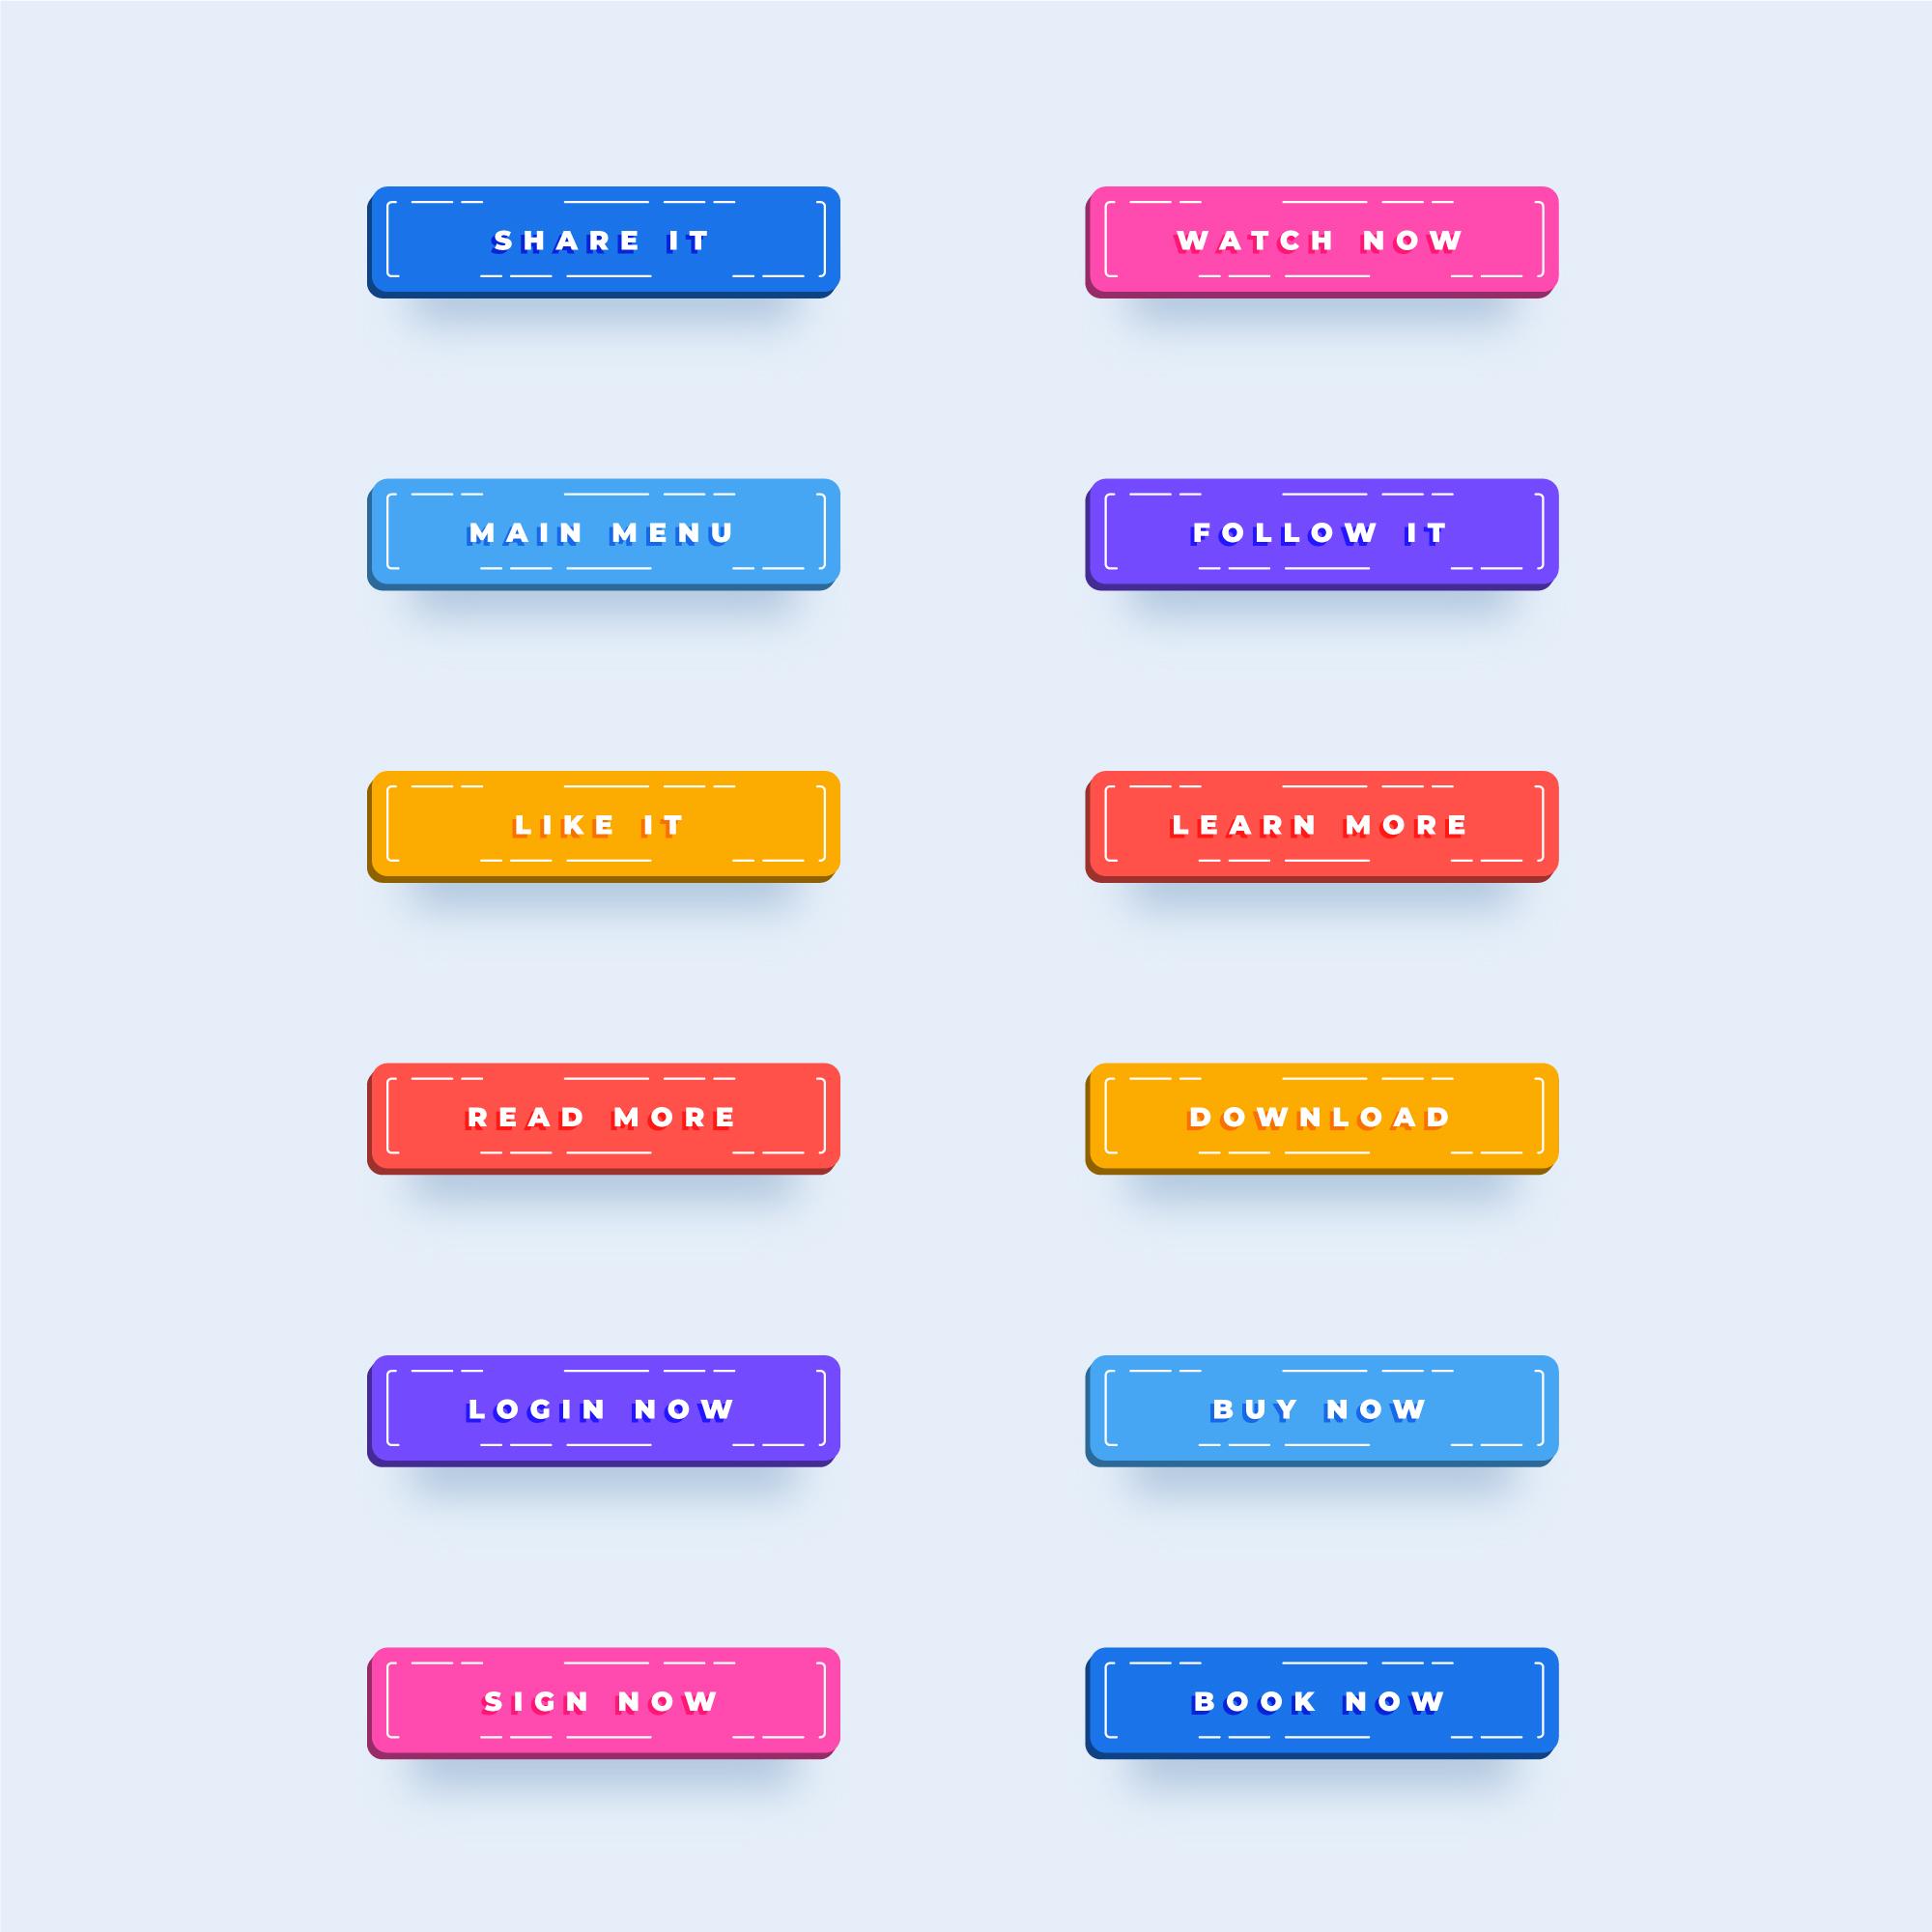 SHARE IT
WATCH NOW
MAIN MENU
FOLLOW IT
LIKE IT
LEARN MORE
READ MORE
DOWNLOAD
LOGIN NOW
BUY NOW
SIGN NOW
BOOK NOW